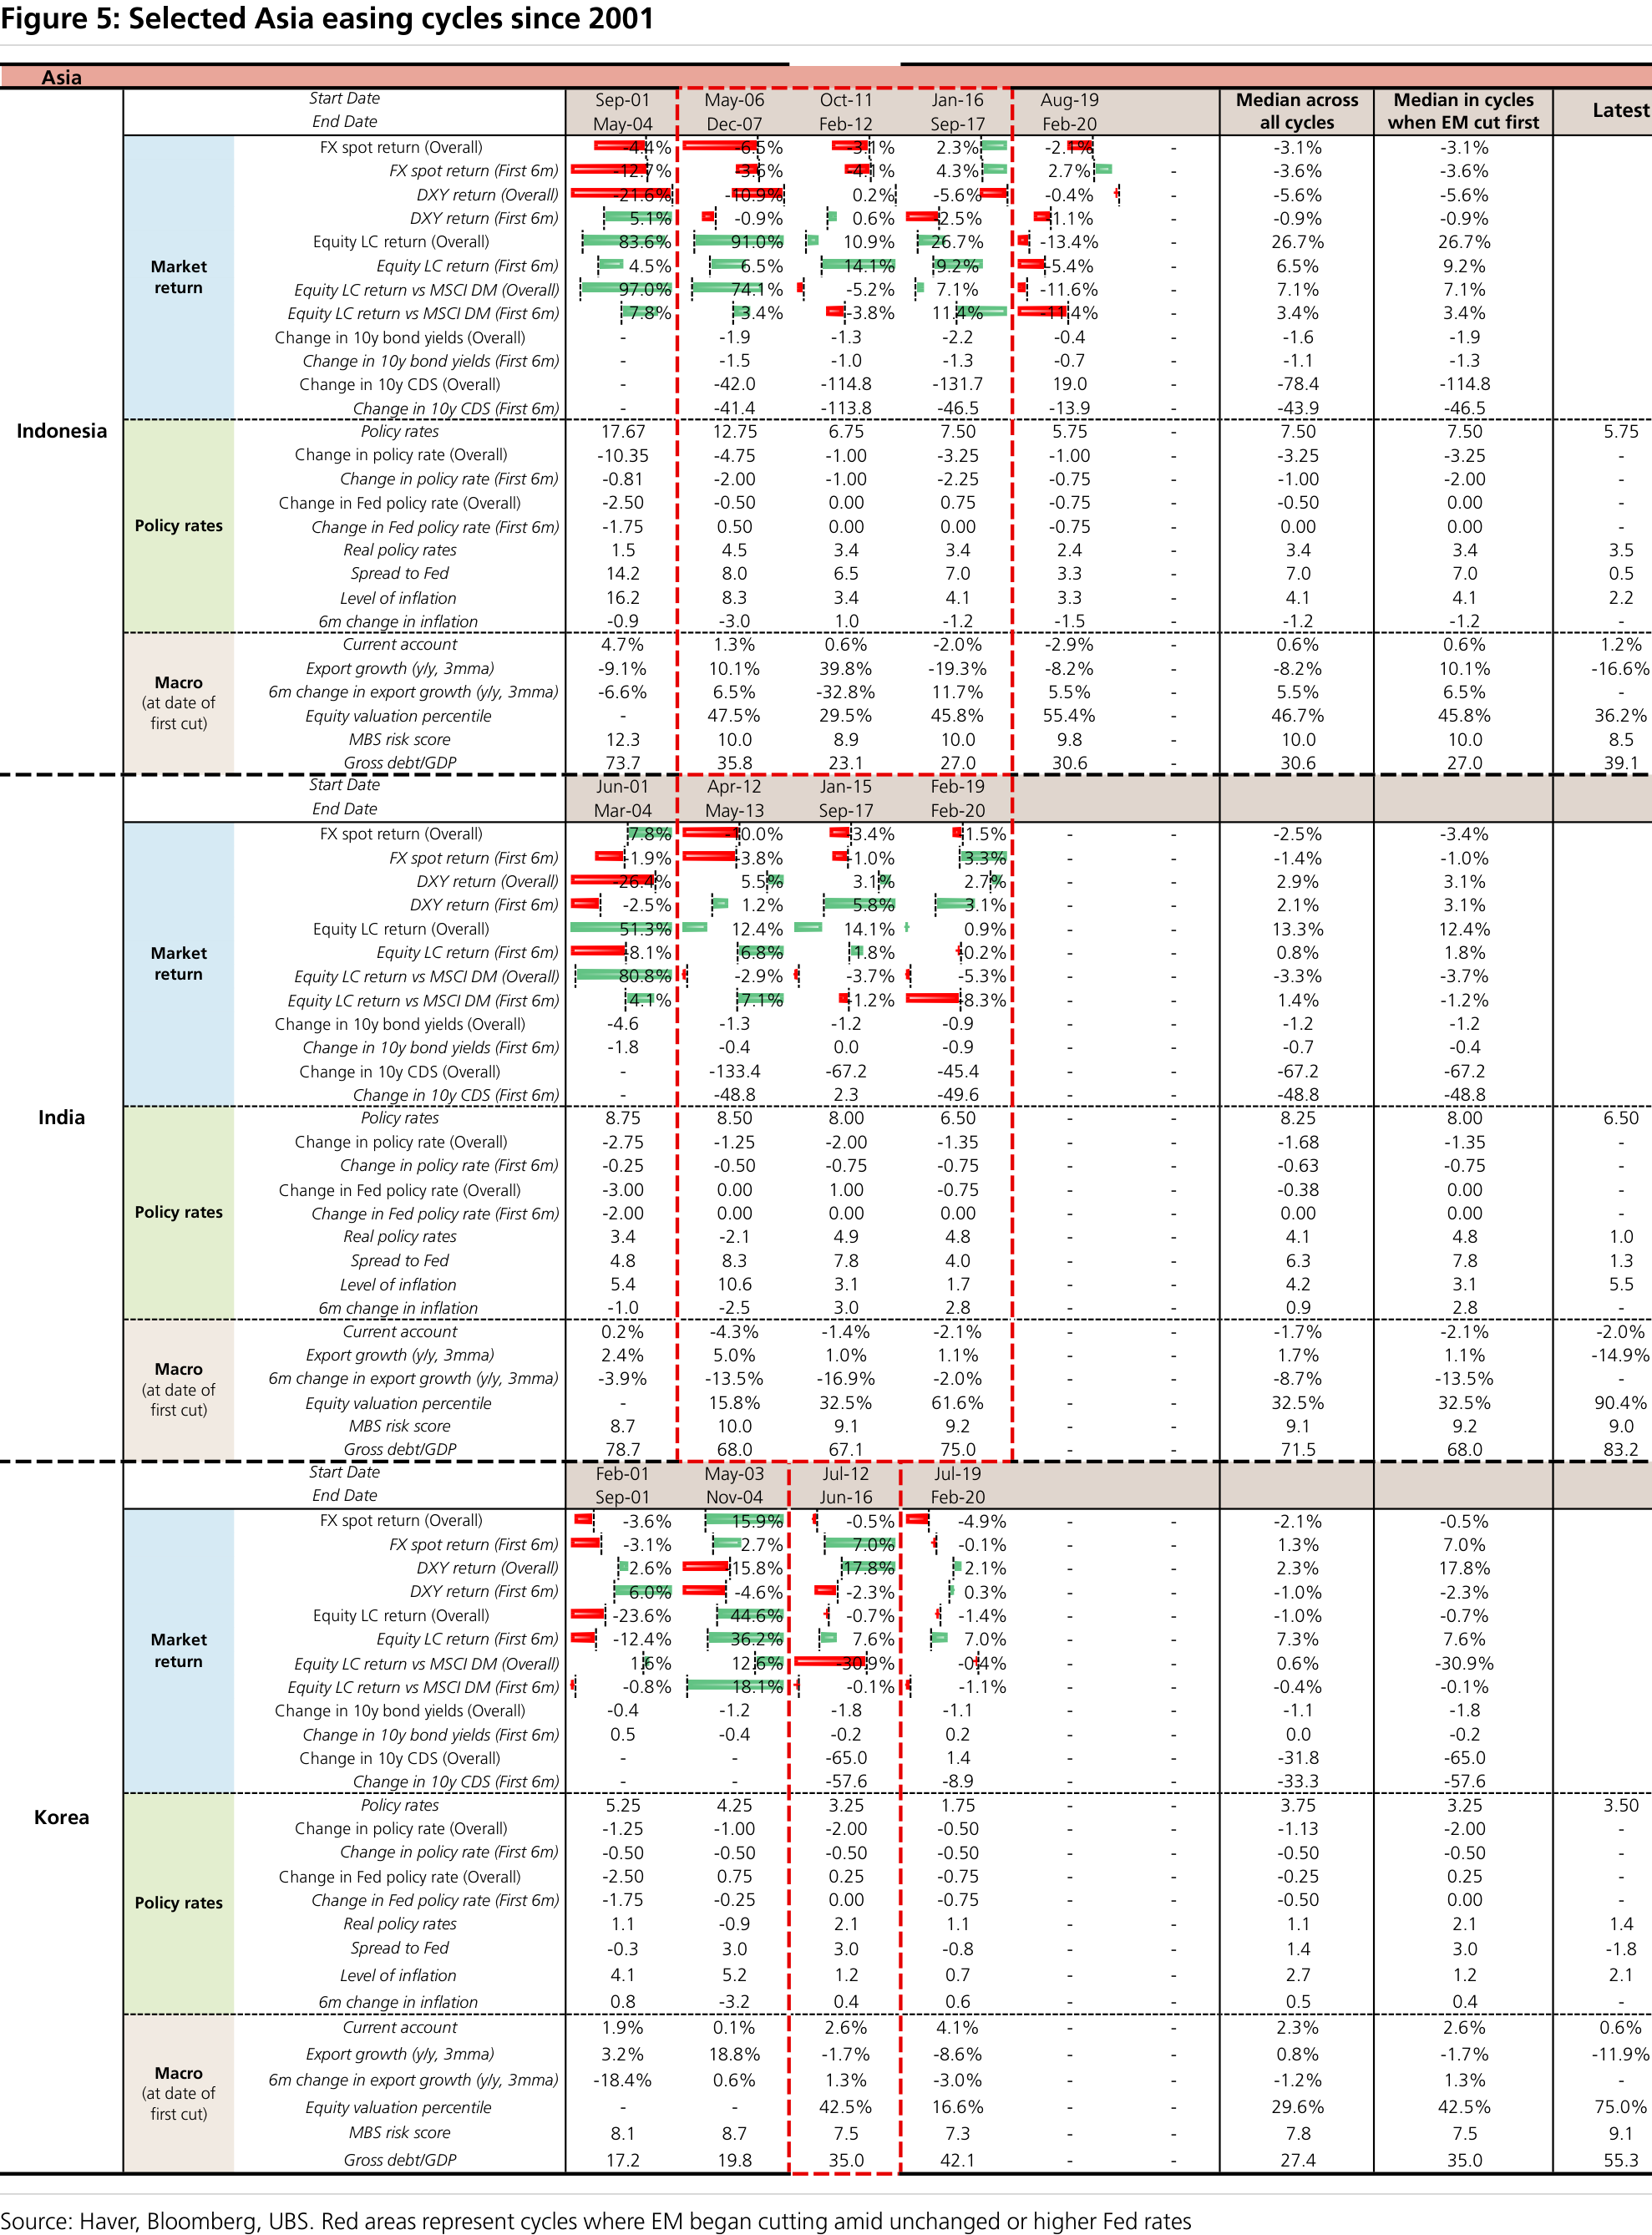 Figure 5: Selected Asia easing cycles since 2001
Asia
Start Date Sep-01 May-06 Oct-11 Jan-16 Aug-19 Median across Median in cycles Latest
End Date May-04 Dec-07 Feb-12 Sep-17 Feb-20 all cycles when EM cut first
FX spot return (Overall) -4.4% -6.5% -3.1% 2.3% -2.1% -3.1% -3.1%
FX spot return (First 6m) -12.7% -3.6% -4.1% 4.3% 2.7% -3.6% -3.6%
DXY return (Overall) -21.6% -10.9% 0.2% -5.6% -0.4% -5.6% -5.6%
DXY return (First 6m) 5.1% -0.9% 0.6% -2.5% -1.1% -0.9% -0.9%
Equity LC return (Overall) 83.6% 91.0% 10.9% 26.7% -13.4% 26.7% 26.7%
Market return
Equity LC return (First 6m) 4.5% 6.5% 14.1% 9.2% -5.4% 6.5% 9.2%
Equity LC return vs MSCI DM (Overall) 97.0% 74.1% -5.2% 7.1% -11.6% 7.1% 7.1%
Equity LC return vs MSCI DM (First 6m) 7.8% 3.4% -3.8% 11.4% -11.4% 3.4% 3.4%
Change in 10y bond yields (Overall) - -1.9 -1.3 -2.2 -0.4 - -1.6 -1.9
Change in 10y bond yields (First 6m) - -1.5 -1.0 -1.3 -0.7 - -1.1 -1.3
Change in 10y CDS (Overall) - -42.0 -114.8 -131.7 19.0 - -78.4 -114.8
Change in 10y CDS (First 6m) - -41.4 -113.8 -46.5 -13.9 - -43.9 -46.5
Indonesia
Policy rates 17.67 12.75 6.75 7.50 5.75 - 7.50 7.50 5.75
Change in policy rate (Overall) -10.35 -4.75 -1.00 -3.25 -1.00 - -3.25 -3.25 -
Change in policy rate (First 6m) -0.81 -2.00 -1.00 -2.25 -0.75 - -1.00 -2.00 -
Change in Fed policy rate (Overall) -2.50 -0.50 0.00 0.75 -0.75 - -0.50 0.00 -
Policy rates
Change in Fed policy rate (First 6m) -1.75 0.50 0.00 0.00 -0.75 - 0.00 0.00 -
Real policy rates 1.5 4.5 3.4 3.4 2.4 - 3.4 3.4 3.5
Spread to Fed 14.2 8.0 6.5 7.0 3.3 - 7.0 7.0 0.5
Level of inflation 16.2 8.3 3.4 4.1 3.3 - 4.1 4.1 2.2
6m change in inflation -0.9 -3.0 1.0 -1.2 -1.5 - -1.2 -1.2 -
Current account 4.7% 1.3% 0.6% -2.0% -2.9% - 0.6% 0.6% 1.2%
Export growth (y/y, 3mma) -9.1% 10.1% 39.8% -19.3% -8.2% - -8.2% 10.1% -16.6%
Macro (at date of first cut)
6m change in export growth (y/y, 3mma) -6.6% 6.5% -32.8% 11.7% 5.5% - 5.5% 6.5% -
Equity valuation percentile - 47.5% 29.5% 45.8% 55.4% - 46.7% 45.8% 36.2%
MBS risk score 12.3 10.0 8.9 10.0 9.8 - 10.0 10.0 8.5
Gross debt/GDP 73.7 35.8 23.1 27.0 30.6 - 30.6 27.0 39.1
Start Date Jun-01 Apr-12 Jan-15 Feb-19
End Date Mar-04 May-13 Sep-17 Feb-20
FX spot return (Overall) 7.8% -10.0% -3.4% -1.5% - - -2.5% -3.4%
FX spot return (First 6m) -1.9% -3.8% -1.0% 3.3% - - -1.4% -1.0%
DXY return (Overall) -26.4% 5.5% 3.1% 2.7% - - 2.9% 3.1%
DXY return (First 6m) -2.5% 1.2% 5.8% 3.1% - - 2.1% 3.1%
Equity LC return (Overall) 51.3% 12.4% 14.1% 0.9% - - 13.3% 12.4%
Market return
Equity LC return (First 6m) -8.1% 6.8% 1.8% -0.2% - - 0.8% 1.8%
Equity LC return vs MSCI DM (Overall) 80.8% -2.9% -3.7% -5.3% - - -3.3% -3.7%
Equity LC return vs MSCI DM (First 6m) 4.1% 7.1% -1.2% -8.3% - - 1.4% -1.2%
Change in 10y bond yields (Overall) -4.6 -1.3 -1.2 -0.9 - - -1.2 -1.2
Change in 10y bond yields (First 6m) -1.8 -0.4 0.0 -0.9 - - -0.7 -0.4
Change in 10y CDS (Overall) - -133.4 -67.2 -45.4 - - -67.2 -67.2
Change in 10y CDS (First 6m) - -48.8 2.3 -49.6 - - -48.8 -48.8
India
Policy rates 8.75 8.50 8.00 6.50 - - 8.25 8.00 6.50
Change in policy rate (Overall) -2.75 -1.25 -2.00 -1.35 - - -1.68 -1.35 -
Change in policy rate (First 6m) -0.25 -0.50 -0.75 -0.75 - - -0.63 -0.75 -
Change in Fed policy rate (Overall) -3.00 0.00 1.00 -0.75 - - -0.38 0.00 -
Policy rates
Change in Fed policy rate (First 6m) -2.00 0.00 0.00 0.00 - - 0.00 0.00 -
Real policy rates 3.4 -2.1 4.9 4.8 - - 4.1 4.8 1.0
Spread to Fed 4.8 8.3 7.8 4.0 - - 6.3 7.8 1.3
Level of inflation 5.4 10.6 3.1 1.7 - - 4.2 3.1 5.5
6m change in inflation -1.0 -2.5 3.0 2.8 - - 0.9 2.8 -
Current account 0.2% -4.3% -1.4% -2.1% - - -1.7% -2.1% -2.0%
Export growth (y/y, 3mma) 2.4% 5.0% 1.0% 1.1% - - 1.7% 1.1% -14.9%
Macro (at date of first cut)
6m change in export growth (y/y, 3mma) -3.9% -13.5% -16.9% -2.0% - - -8.7% -13.5% -
Equity valuation percentile - 15.8% 32.5% 61.6% - - 32.5% 32.5% 90.4%
MBS risk score 8.7 10.0 9.1 9.2 - - 9.1 9.2 9.0
Gross debt/GDP 78.7 68.0 67.1 75.0 - - 71.5 68.0 83.2
Start Date Feb-01 May-03 Jul-12 Jul-19
End Date Sep-01 Nov-04 Jun-16 Feb-20
FX spot return (Overall) -3.6% 15.9% -0.5% -4.9% - - -2.1% -0.5%
FX spot return (First 6m) -3.1% 2.7% 7.0% -0.1% - - 1.3% 7.0%
DXY return (Overall) 2.6% -15.8% 17.8% 2.1% - - 2.3% 17.8%
DXY return (First 6m) 6.0% -4.6% -2.3% 0.3% - - -1.0% -2.3%
Equity LC return (Overall) -23.6% 44.6% -0.7% -1.4% - - -1.0% -0.7%
Market return
Equity LC return (First 6m) -12.4% 36.2% 7.6% 7.0% - - 7.3% 7.6%
Equity LC return vs MSCI DM (Overall) 1.6% 12.6% -30.9% -0.4% - - 0.6% -30.9%
Equity LC return vs MSCI DM (First 6m) -0.8% 18.1% -0.1% -1.1% - - -0.4% -0.1%
Change in 10y bond yields (Overall) -0.4 -1.2 -1.8 -1.1 - - -1.1 -1.8
Change in 10y bond yields (First 6m) 0.5 -0.4 -0.2 0.2 - - 0.0 -0.2
Change in 10y CDS (Overall) - - -65.0 1.4 - - -31.8 -65.0
Change in 10y CDS (First 6m) - - -57.6 -8.9 - - -33.3 -57.6
Korea
Policy rates 5.25 4.25 3.25 1.75 - - 3.75 3.25 3.50
Change in policy rate (Overall) -1.25 -1.00 -2.00 -0.50 - - -1.13 -2.00 -
Change in policy rate (First 6m) -0.50 -0.50 -0.50 -0.50 - - -0.50 -0.50 -
Change in Fed policy rate (Overall) -2.50 0.75 0.25 -0.75 - - -0.25 0.25 -
Policy rates
Change in Fed policy rate (First 6m) -1.75 -0.25 0.00 -0.75 - - -0.50 0.00 -
Real policy rates 1.1 -0.9 2.1 1.1 - - 1.1 2.1 1.4
Spread to Fed -0.3 3.0 3.0 -0.8 - - 1.4 3.0 -1.8
Level of inflation 4.1 5.2 1.2 0.7 - - 2.7 1.2 2.1
6m change in inflation 0.8 -3.2 0.4 0.6 - - 0.5 0.4 -
Current account 1.9% 0.1% 2.6% 4.1% - - 2.3% 2.6% 0.6%
Export growth (y/y, 3mma) 3.2% 18.8% -1.7% -8.6% - - 0.8% -1.7% -11.9%
Macro (at date of first cut)
6m change in export growth (y/y, 3mma) -18.4% 0.6% 1.3% -3.0% - - -1.2% 1.3% -
Equity valuation percentile - - 42.5% 16.6% - - 29.6% 42.5% 75.0%
MBS risk score 8.1 8.7 7.5 7.3 - - 7.8 7.5 9.1
Gross debt/GDP 17.2 19.8 35.0 42.1 - - 27.4 35.0 55.3
Source: Haver, Bloomberg, UBS. Red areas represent cycles where EM began cutting amid unchanged or higher Fed rates